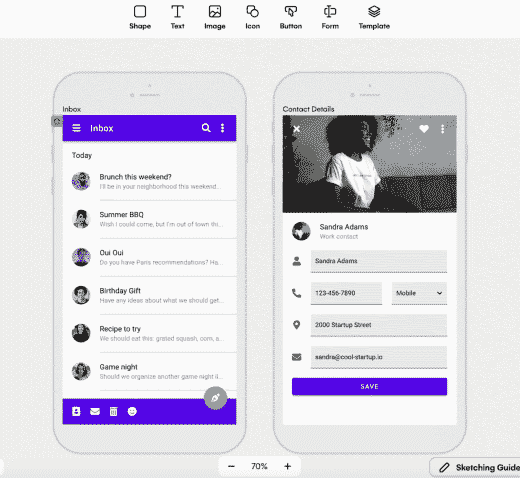 Shape Text Image Icon Button Form Template
Inbox
Contact Details
Inbox
Today
Brunch this weekend?
I'll be in your neighborhood this weekend...
Summer BBQ
Wish I could come, but I'm out of town thi...
Oui Oui
Do you have Paris recommendations? Ha...
Birthday Gift
Have any ideas about what we should get...
Recipe to try
We should eat this: grated squash, corn, a...
Game night
Should we organize another game night li...
Sandra Adams
Work contact
Sandra Adams
123-456-7890 Mobile
2000 Startup Street
sandra@cool-startup.io
SAVE
− 70% +
Sketching Guide